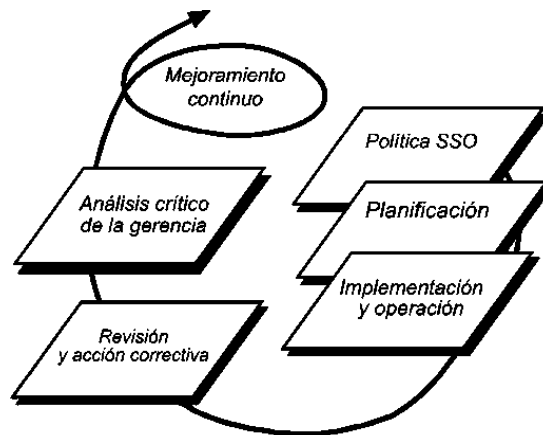 Mejoramiento
continuo
Política SSO
Planificación
Implementación
y operación
Análisis crítico
de la gerencia
Revisión
y acción correctiva